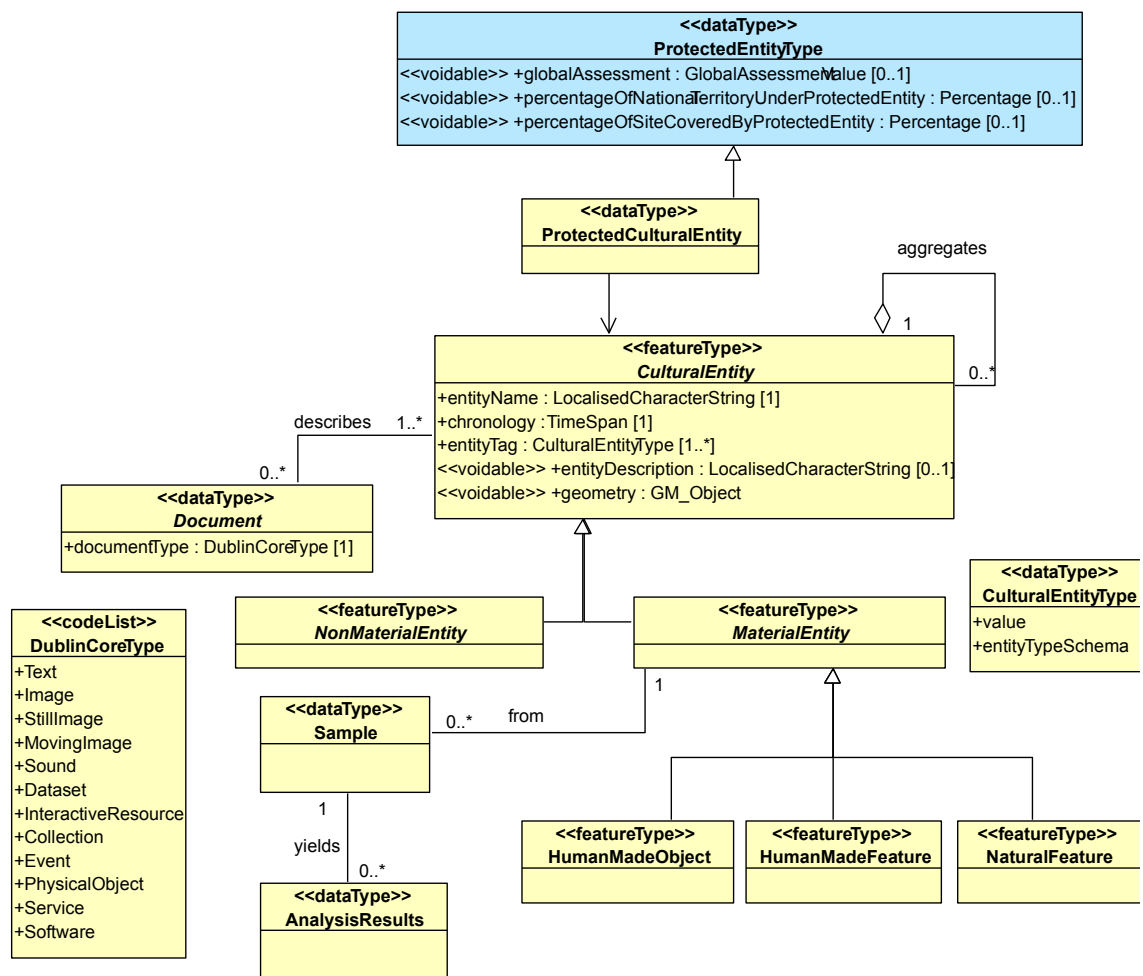 <<dataType>>
ProtectedEntityType
<<voidable>> +globalAssessment : GlobalAssessmentValue [0..1]
<<voidable>> +percentageOfNationalTerritoryUnderProtectedEntity : Percentage [0..1]
<<voidable>> +percentageOfSiteCoveredByProtectedEntity : Percentage [0..1]
<<dataType>>
ProtectedCulturalEntity
aggregates
1
0..*
<<featureType>>
CulturalEntity
+entityName : LocalisedCharacterString [1]
+chronology :TimeSpan [1]
+entityTag : CulturalEntityType [1..*]
<<voidable>> +entityDescription : LocalisedCharacterString [0..1]
<<voidable>> +geometry : GM_Object
describes
1..*
0..*
<<dataType>>
Document
+documentType : DublinCoreType [1]
<<featureType>>
NonMaterialEntity
<<featureType>>
MaterialEntity
<<dataType>>
CulturalEntityType
+value
+entityTypeSchema
<<codeList>>
DublinCoreType
+Text
+Image
+StillImage
+MovingImage
+Sound
+Dataset
+InteractiveResource
+Collection
+Event
+PhysicalObject
+Service
+Software
1
from
0..*
<<dataType>>
Sample
1
yields
0..*
<<dataType>>
AnalysisResults
<<featureType>>
HumanMadeObject
<<featureType>>
HumanMadeFeature
<<featureType>>
NaturalFeature